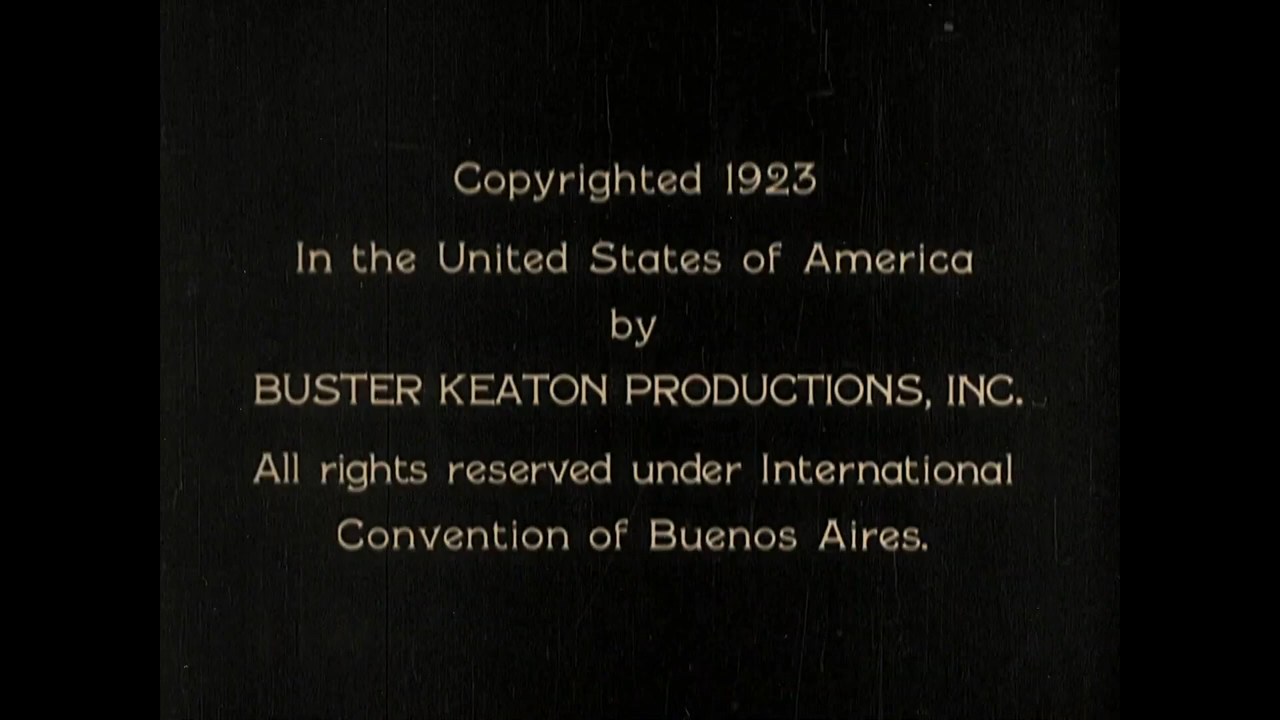 Copyrighted 1923
In the United States of America
by
BUSTER KEATON PRODUCTIONS, INC.
All rights reserved under International
Convention of Buenos Aires.